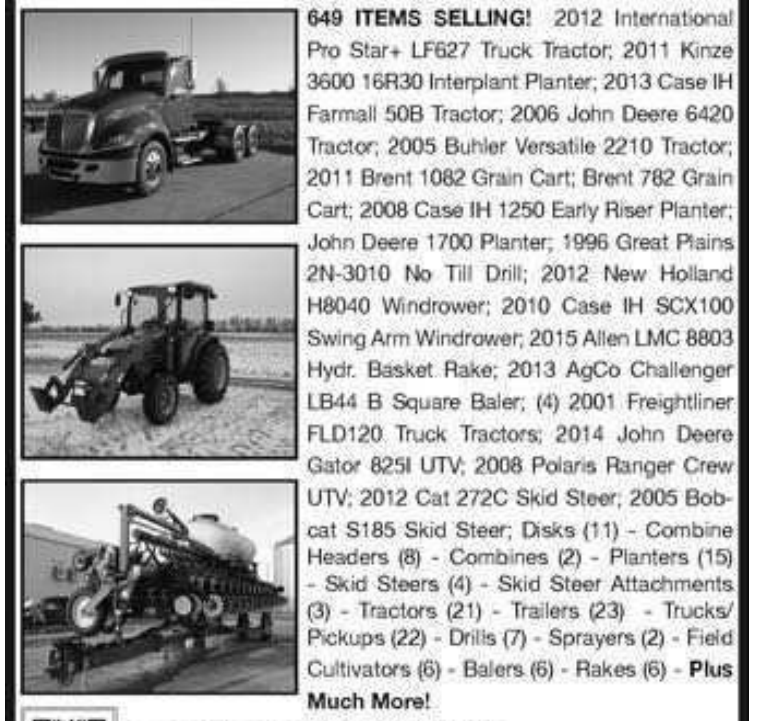 649 ITEMS SELLING! 2012 International
Pro Star+ LF627 Truck Tractor; 2011 Kinze
3600 16R30 Interplant Planter; 2013 Case IH
Farmall 50B Tractor; 2006 John Deere 6420
Tractor; 2005 Buhler Versatile 2210 Tractor;
2011 Brent 1082 Grain Cart; Brent 782 Grain
Cart; 2008 Case IH 1250 Early Riser Planter;
John Deere 1700 Planter; 1996 Great Plains
2N-3010 No Till Drill; 2012 New Holland
H8040 Windrower; 2010 Case IH SCX100
Swing Arm Windrower; 2015 Allen LMC 8803
Hydr. Basket Rake; 2013 AgCo Challenger
LB44 B Square Baler; (4) 2001 Freightliner
FLD120 Truck Tractors; 2014 John Deere
Gator 825I UTV; 2008 Polaris Ranger Crew
UTV; 2012 Cat 272C Skid Steer; 2005 Bob-
cat S185 Skid Steer; Disks (11) - Combine
Headers (8) - Combines (2) - Planters (15)
- Skid Steers (4) - Skid Steer Attachments
(3) - Tractors (21) - Trailers (23) - Trucks/
Pickups (22) - Drills (7) - Sprayers (2) - Field
Cultivators (6) - Balers (6) - Rakes (6) - Plus
Much More!